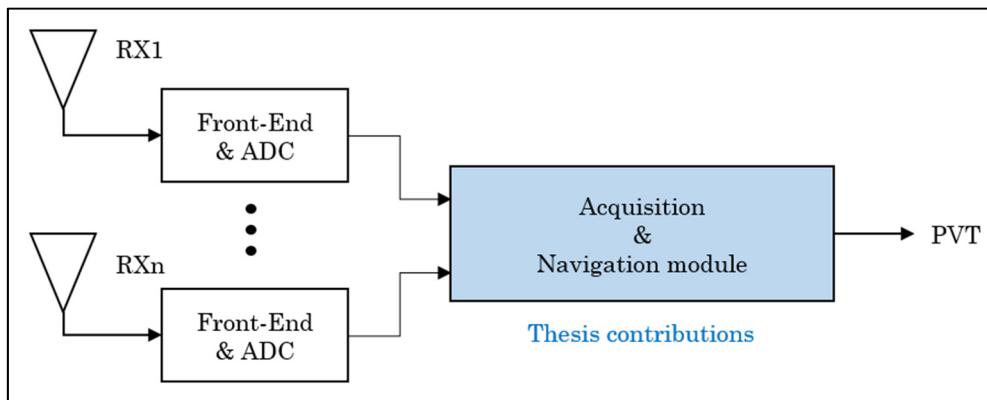 RX1
Front-End
& ADC
RXn
Front-End
& ADC
Acquisition
&
Navigation module
PVT
Thesis contributions